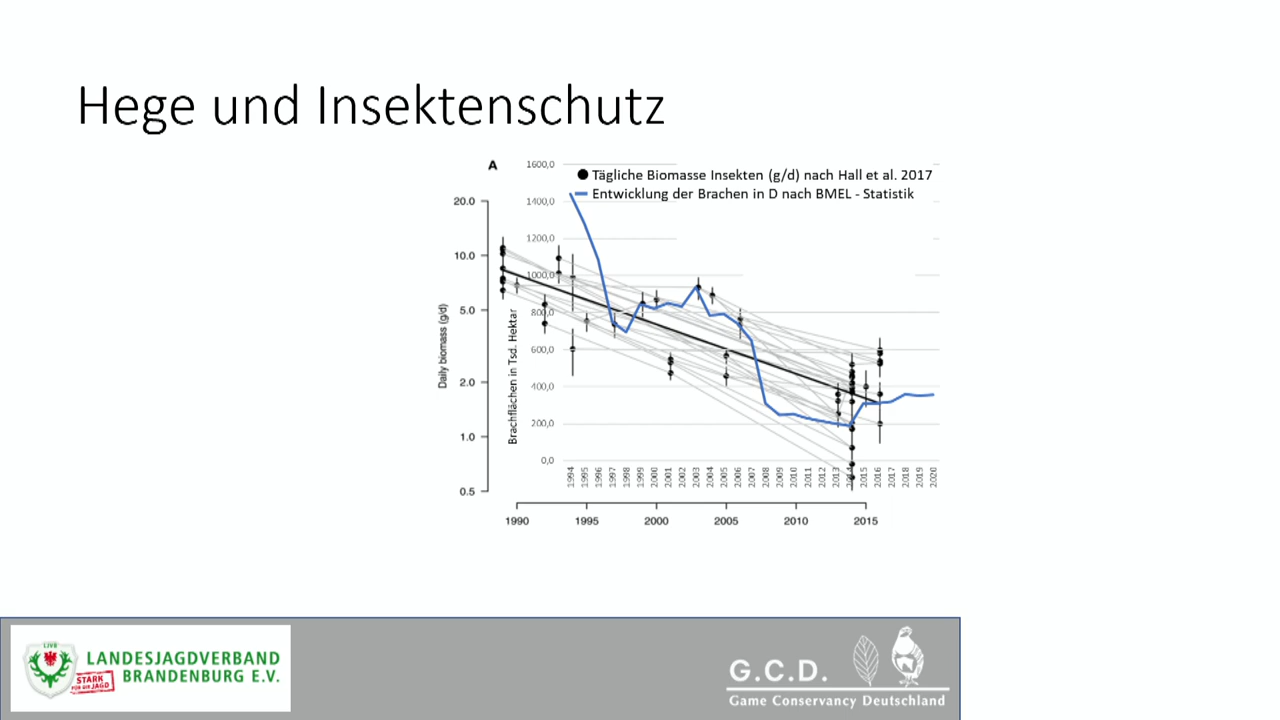 Hege und Insektenschutz
A
1600,0
1400,0
1200,0
1000,0
800,0
600,0
400,0
200,0
0,0
Tägliche Biomasse Insekten (g/d) nach Hall et al. 2017
Entwicklung der Brachen in D nach BMEL - Statistik
20.0
10.0
5.0
2.0
1.0
0.5
Daily biomass (g/d)
Brachflächen in Tsd. Hektar
1994 1995 1996 1997 1998 1999 2000 2001 2002 2003 2004 2005 2006 2007 2008 2009 2010 2011 2012 2013 2015 2016 2017 2018 2019 2020
1990 1995 2000 2005 2010 2015
LJVB
LANDESJAGDVERBAND
BRANDENBURG E.V.
STARK
FÜR DIE JAGD
G.C.D.
Game Conservancy Deutschland